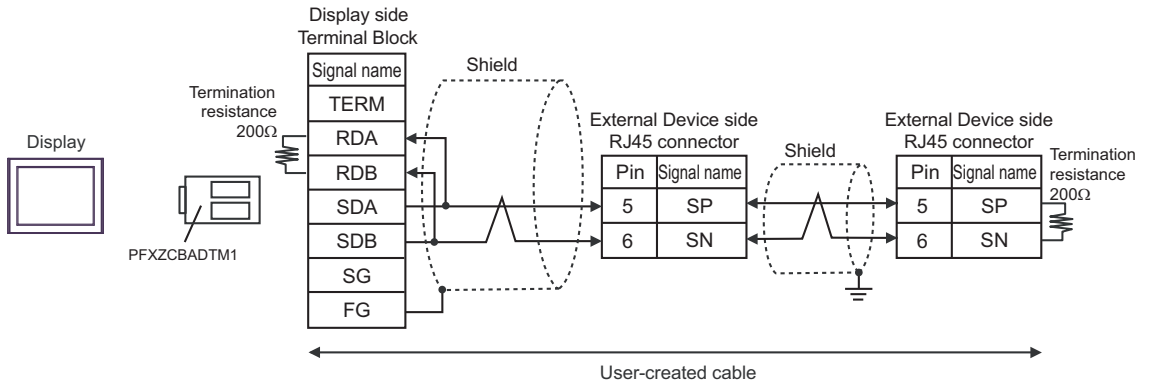 Display side
Terminal Block
Signal name
TERM
RDA
RDB
SDA
SDB
SG
FG
Shield
Termination
resistance
200Ω
Display
PFXZCBADTM1
External Device side
RJ45 connector
Pin Signal name
5 SP
6 SN
Shield
External Device side
RJ45 connector
Pin Signal name
5 SP
6 SN
Termination
resistance
200Ω
User-created cable